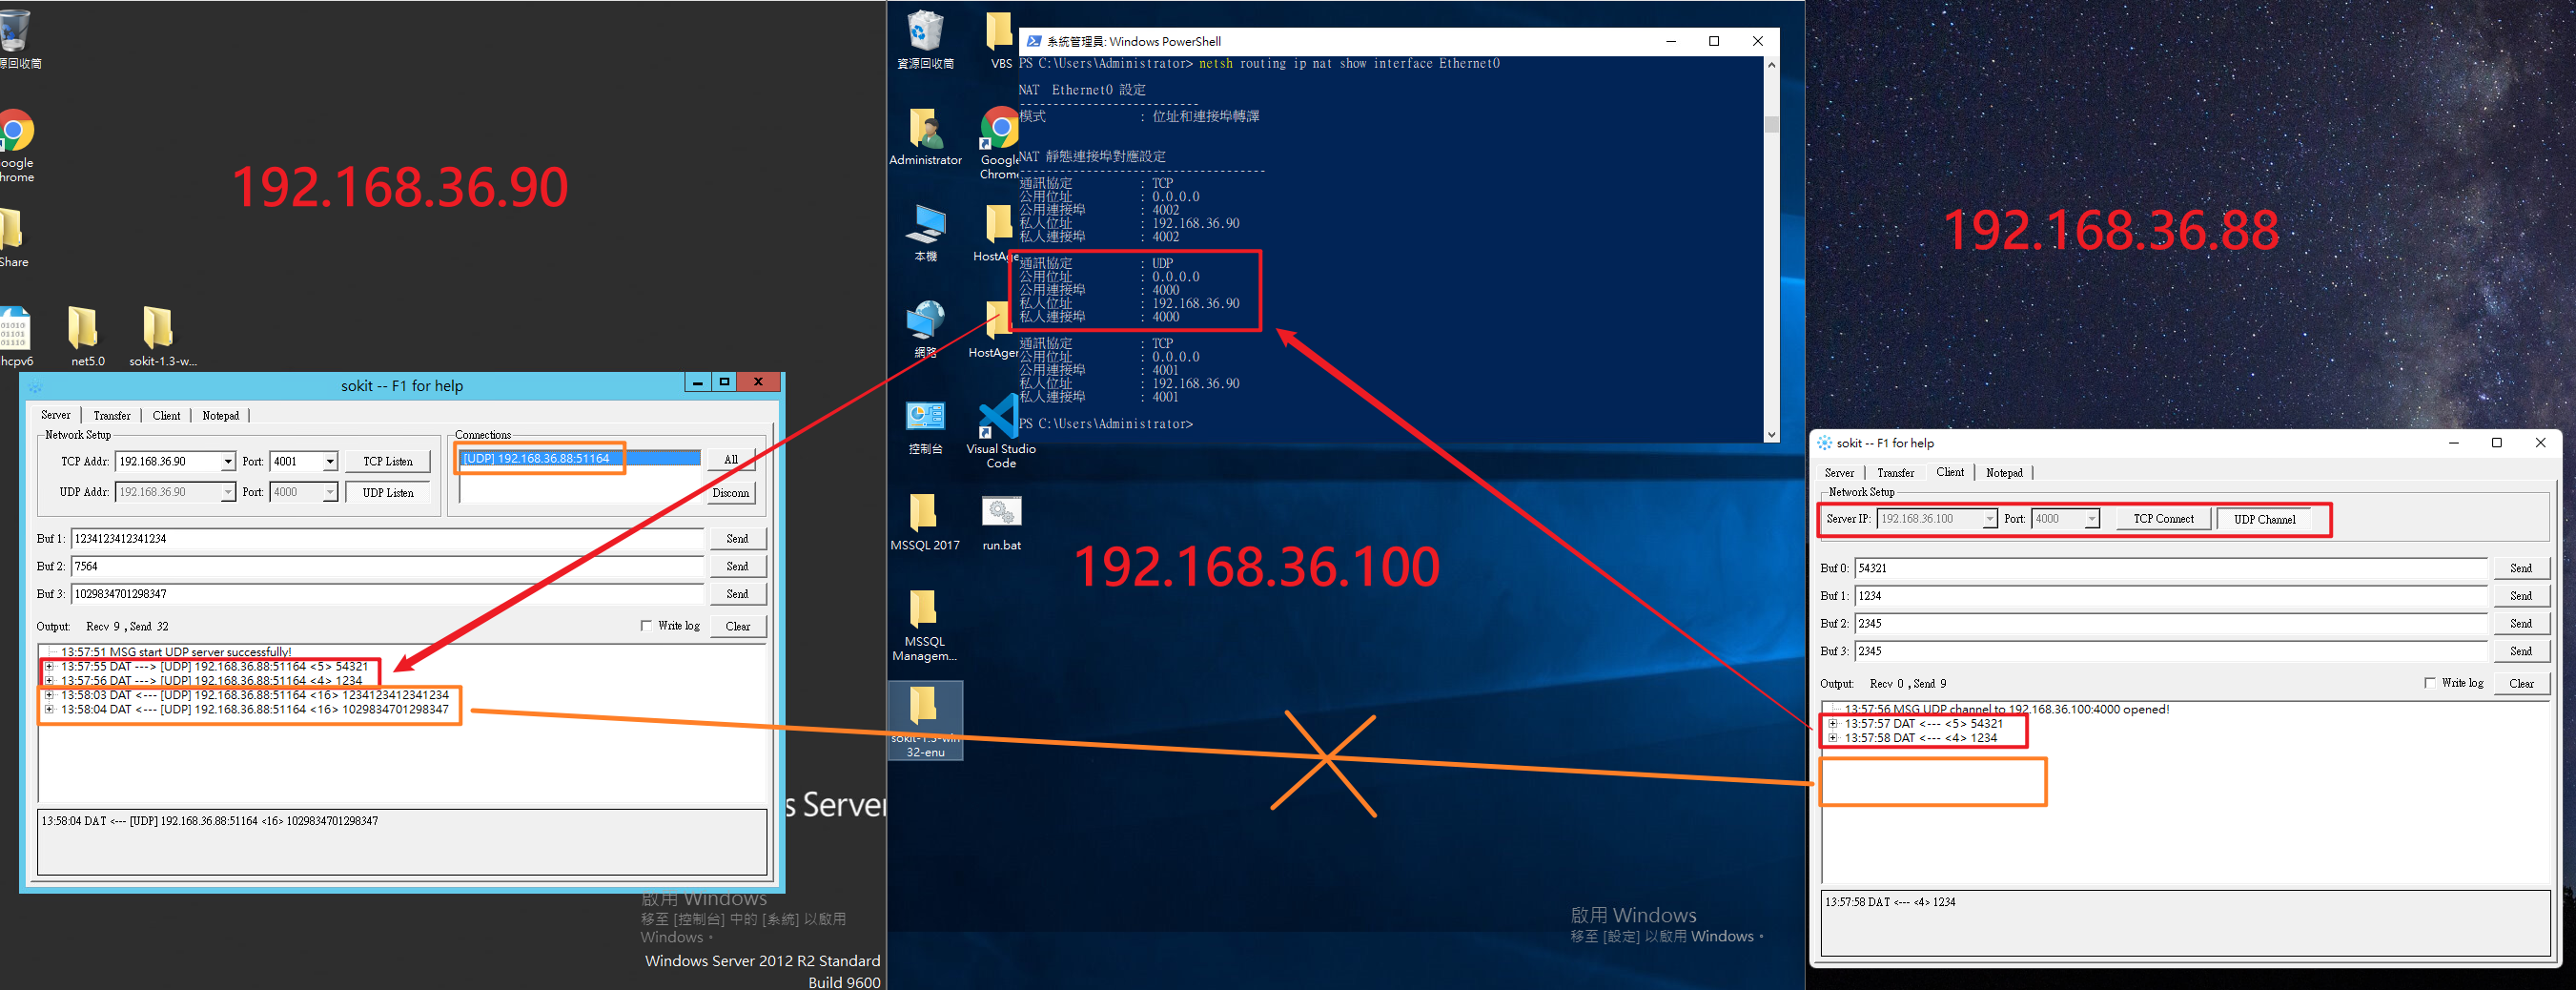 源回收筒
oogle
hrome
Share
hcpv6
net5.0
sokit-1.3-w...
192.168.36.90
sokit -- F1 for help
Server
Transfer
Client
Notepad
Network Setup
TCP Addr: 192.168.36.90 Port: 4001 TCP Listen
UDP Addr: 192.168.36.90 Port: 4000 UDP Listen
Connections
[UDP] 192.168.36.88:51164
All
Disconn
Buf 1: 1234123412341234 Send
Buf 2: 7564 Send
Buf 3: 1029834701298347 Send
Output: Recv 9 , Send 32 Write log Clear
13:57:51 MSG start UDP server successfully!
13:57:55 DAT ---> [UDP] 192.168.36.88:51164 <5> 54321
13:57:56 DAT ---> [UDP] 192.168.36.88:51164 <4> 1234
13:58:03 DAT <--- [UDP] 192.168.36.88:51164 <16> 1234123412341234
13:58:04 DAT <--- [UDP] 192.168.36.88:51164 <16> 1029834701298347
13:58:04 DAT <--- [UDP] 192.168.36.88:51164 <16> 1029834701298347
s Server
啟用 Windows
移至 [控制台] 中的 [系統] 以啟用
Windows。
Windows Server 2012 R2 Standard
Build 9600
資源回收筒
VBS
Administrator
Google
Chrome
本機
HostAge
網路
HostAger
控制台
Visual Studio
Code
MSSQL 2017
run.bat
MSSQL
Managem...
sokit-1.3-win
32-enu
系統管理員: Windows PowerShell
PS C:\Users\Administrator> netsh routing ip nat show interface Ethernet0
NAT Ethernet0 設定
---------------------------
模式 : 位址和連接埠轉譯
NAT 靜態連接埠對應設定
-------------------------------------
通訊協定 : TCP
公用位址 : 0.0.0.0
公用連接埠 : 4002
私人位址 : 192.168.36.90
私人連接埠 : 4002
通訊協定 : UDP
公用位址 : 0.0.0.0
公用連接埠 : 4000
私人位址 : 192.168.36.90
私人連接埠 : 4000
通訊協定 : TCP
公用位址 : 0.0.0.0
公用連接埠 : 4001
私人位址 : 192.168.36.90
私人連接埠 : 4001
PS C:\Users\Administrator>
192.168.36.100
啟用 Windows
移至 [設定] 以啟用 Windows。
192.168.36.88
sokit -- F1 for help
Server
Transfer
Client
Notepad
Network Setup
Server IP: 192.168.36.100 Port: 4000 TCP Connect UDP Channel
Buf 0: 54321 Send
Buf 1: 1234 Send
Buf 2: 2345 Send
Buf 3: 2345 Send
Output: Recv 0 , Send 9 Write log Clear
13:57:56 MSG UDP channel to 192.168.36.100:4000 opened!
13:57:57 DAT <--- <5> 54321
13:57:58 DAT <--- <4> 1234
13:57:58 DAT <--- <4> 1234